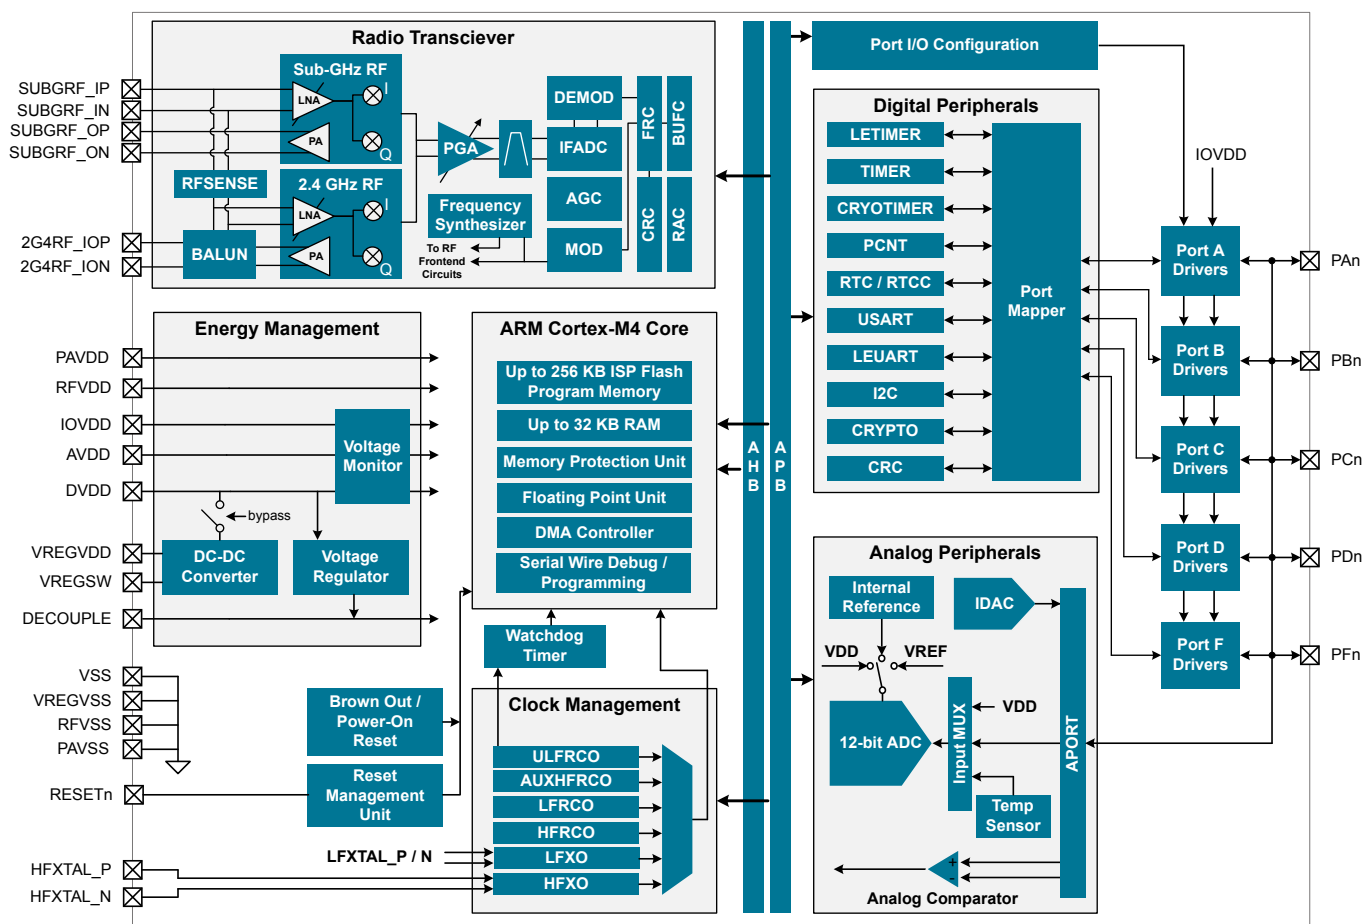 Radio Transciever
SUBGRF_IP
SUBGRF_IN
SUBGRF_OP
SUBGRF_ON
2G4RF_IOP
2G4RF_ION
Sub-GHz RF
LNA
I
PA
Q
RFSENSE
2.4 GHz RF
LNA
I
PA
Q
BALUN
PGA
Frequency
Synthesizer
To RF
Frontend
Circuits
DEMOD
IFADC
AGC
MOD
FRC
BUFC
CRC
RAC
Energy Management
PAVDD
RFVDD
IOVDD
AVDD
DVDD
VREGVDD
VREGSW
DECOUPLE
Voltage
Monitor
bypass
DC-DC
Converter
Voltage
Regulator
VSS
VREGVSS
RFVSS
PAVSS
RESETn
HFXTAL_P
HFXTAL_N
Brown Out /
Power-On
Reset
Reset
Management
Unit
ARM Cortex-M4 Core
Up to 256 KB ISP Flash
Program Memory
Up to 32 KB RAM
Memory Protection Unit
Floating Point Unit
DMA Controller
Serial Wire Debug /
Programming
Watchdog
Timer
Clock Management
ULFRCO
AUXHFRCO
LFRCO
HFRCO
LFXO
HFXO
LFXTAL_P / N
AHB
APB
Port I/O Configuration
Digital Peripherals
LETIMER
TIMER
CRYOTIMER
PCNT
RTC / RTCC
USART
LEUART
I2C
CRYPTO
CRC
Port
Mapper
IOVDD
Port A
Drivers
Port B
Drivers
Port C
Drivers
Port D
Drivers
Port F
Drivers
PAn
PBn
PCn
PDn
PFn
Analog Peripherals
Internal
Reference
IDAC
VDD
VREF
12-bit ADC
Input MUX
VDD
Temp
Sensor
APORT
+
-
Analog Comparator